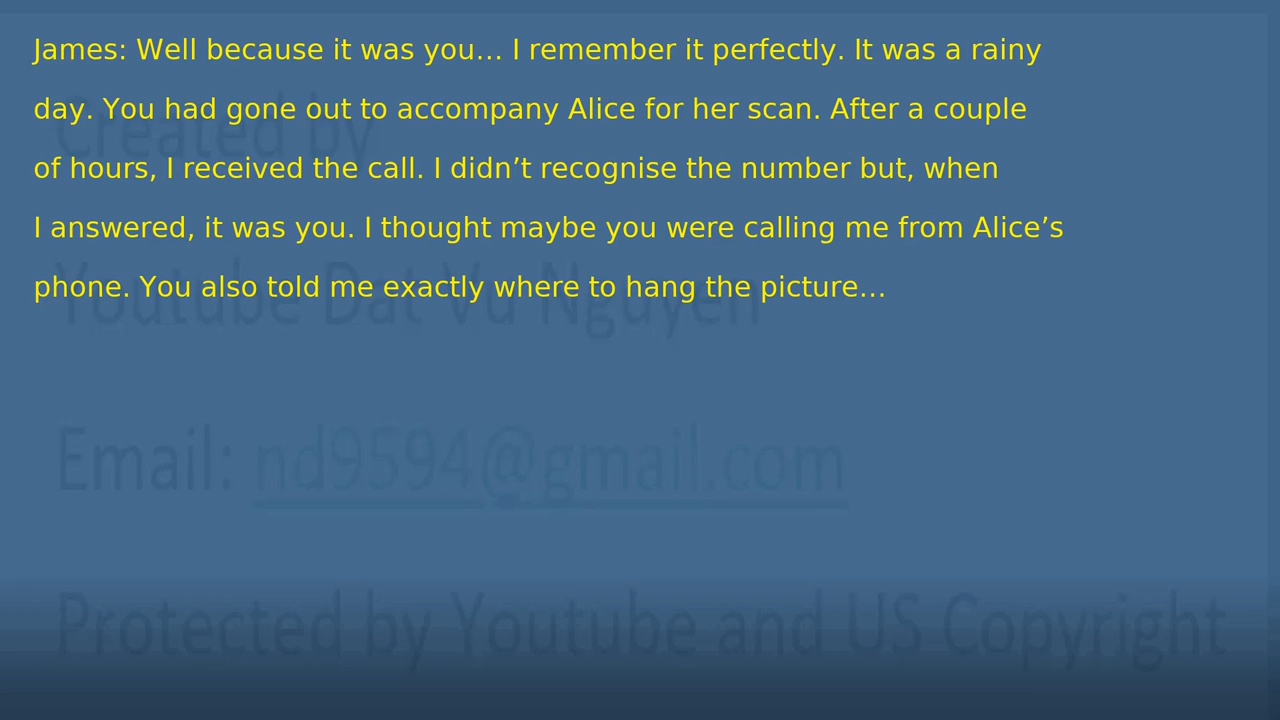 James: Well because it was you… I remember it perfectly. It was a rainy
day. You had gone out to accompany Alice for her scan. After a couple
Created by
of hours, I received the call. I didn’t recognise the number but, when
I answered, it was you. I thought maybe you were calling me from Alice’s
phone. You also told me exactly where to hang the picture…
Youtube Dat Vu Nguyen
Email: nd9594@gmail.com
Protected by Youtube and US Copyright